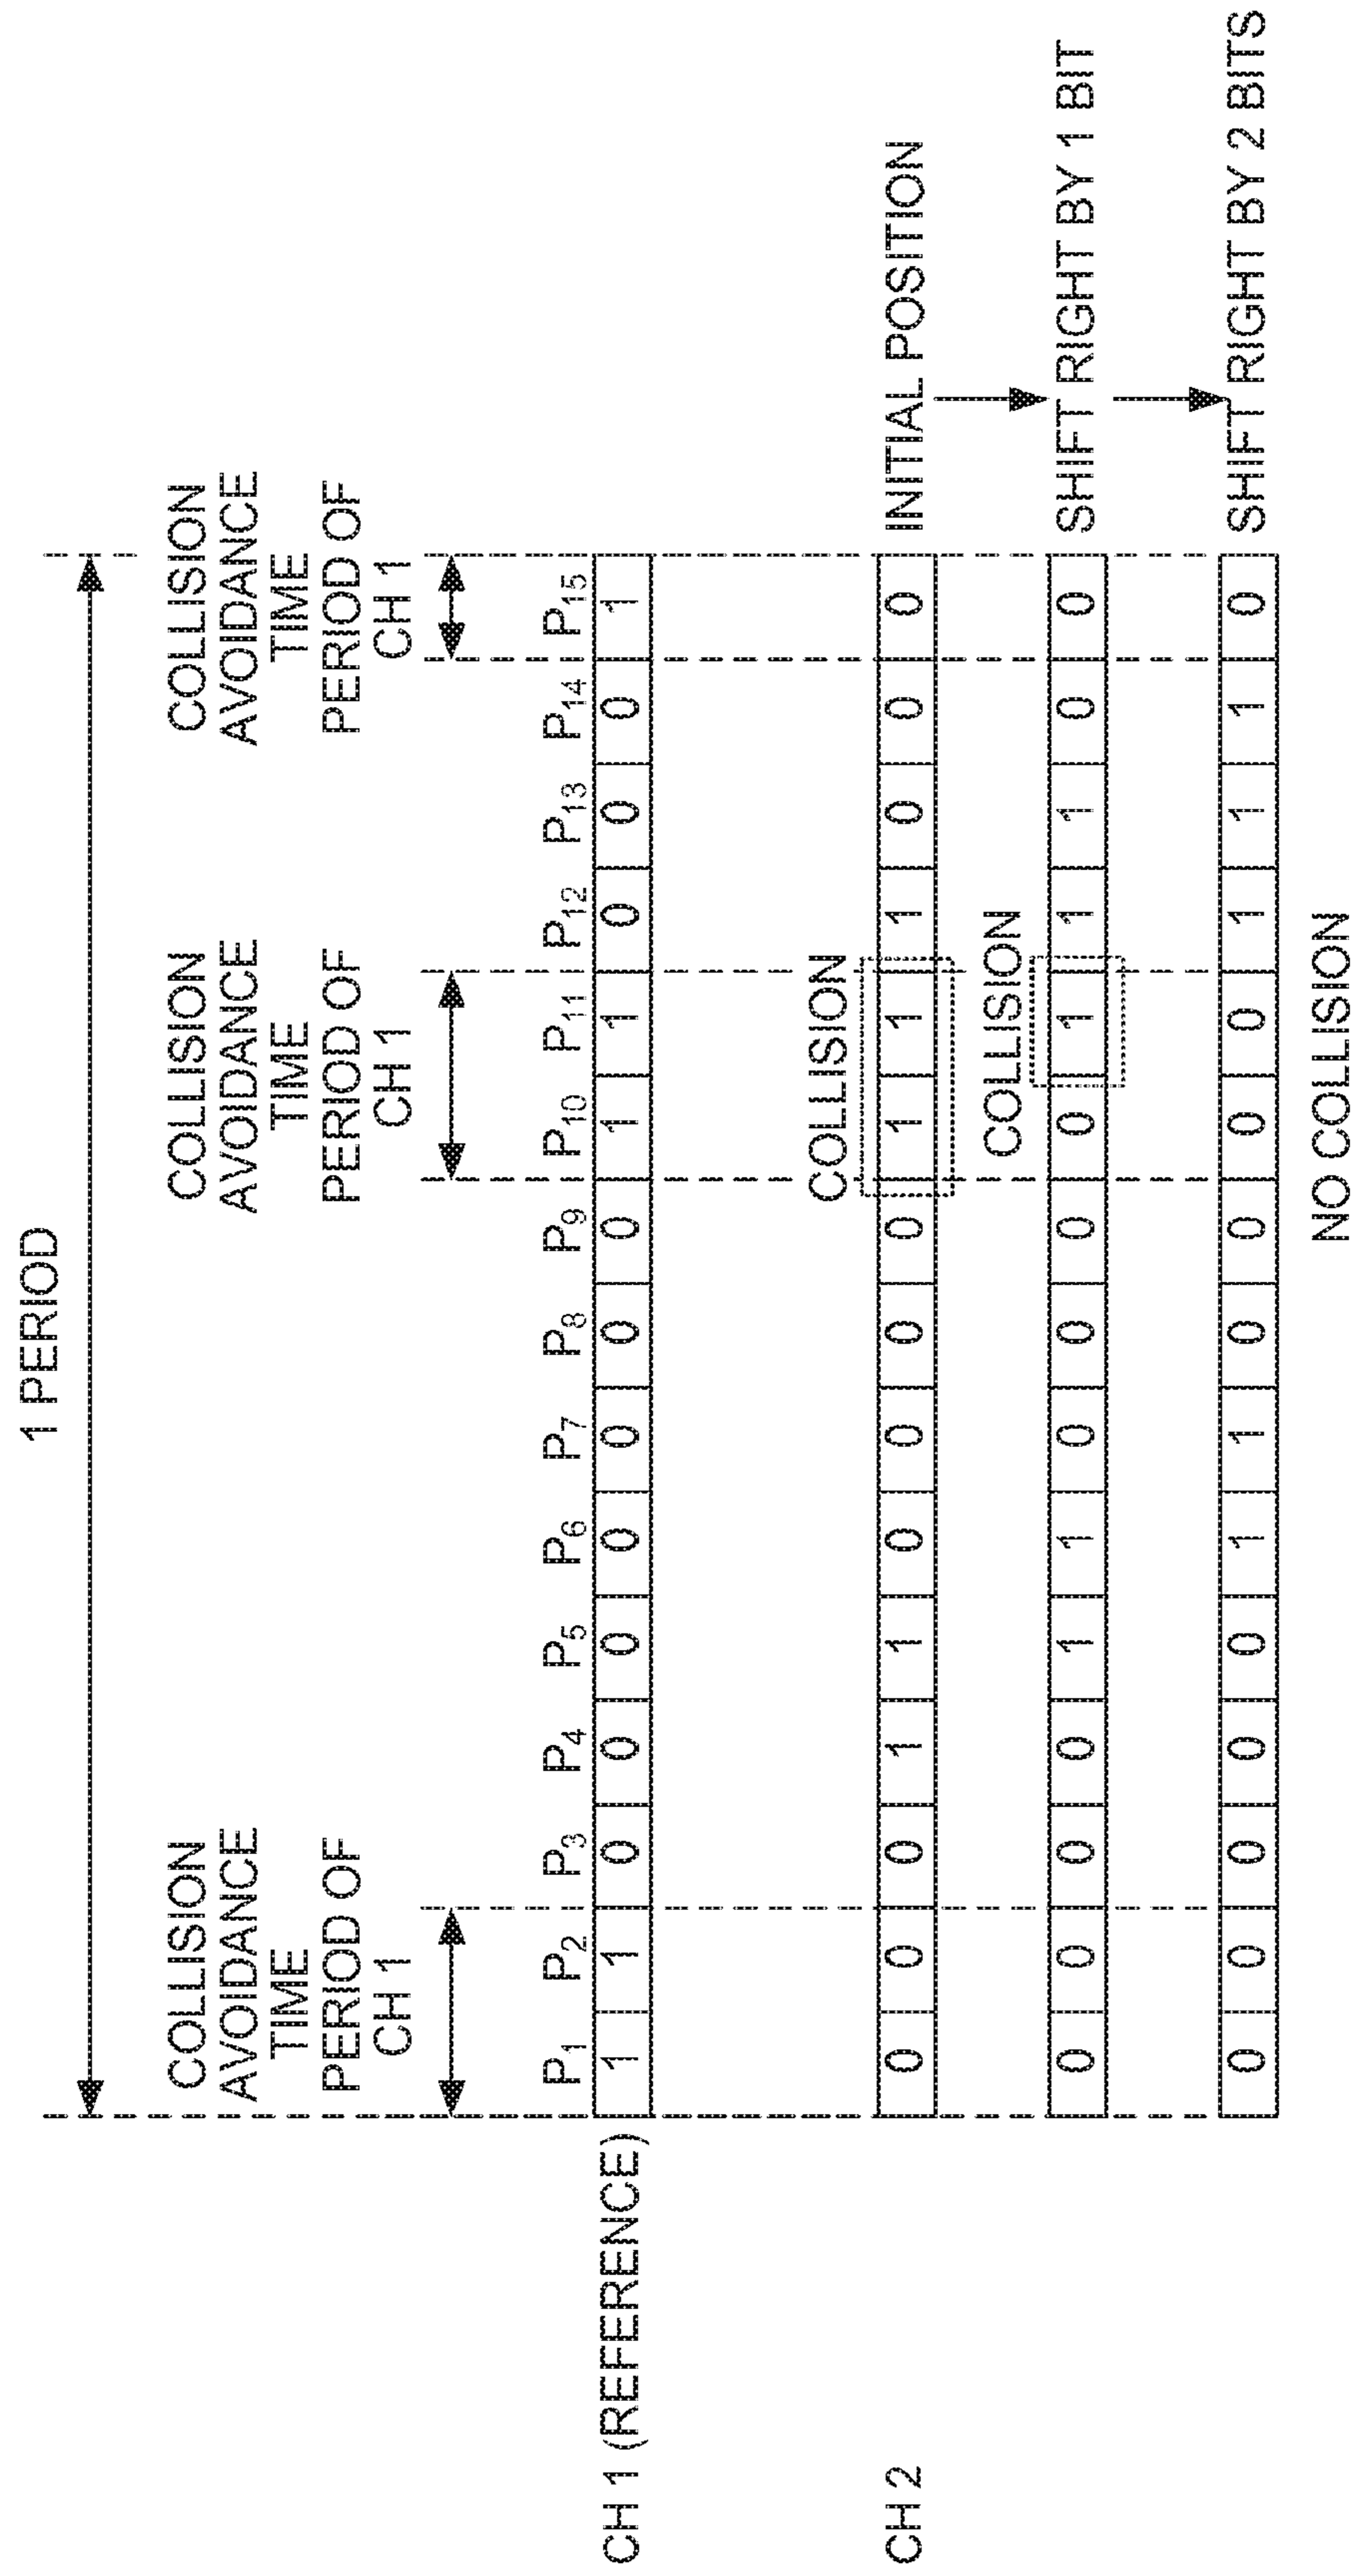 1 PERIOD
COLLISION
AVOIDANCE
TIME
PERIOD OF
CH 1
COLLISION
AVOIDANCE
TIME
PERIOD OF
CH 1
COLLISION
AVOIDANCE
TIME
PERIOD OF
CH 1
P1 P2 P3 P4 P5 P6 P7 P8 P9 P10 P11 P12 P13 P14 P15
CH 1 (REFERENCE) 1 1 0 0 0 0 0 0 0 1 1 0 0 0 1
COLLISION
CH 2 0 0 0 1 1 0 0 0 0 1 1 1 0 0 0 INITIAL POSITION
COLLISION
0 0 0 0 1 1 0 0 0 0 1 1 1 0 0 SHIFT RIGHT BY 1 BIT
0 0 0 0 0 1 1 0 0 0 0 1 1 1 0 SHIFT RIGHT BY 2 BITS
NO COLLISION